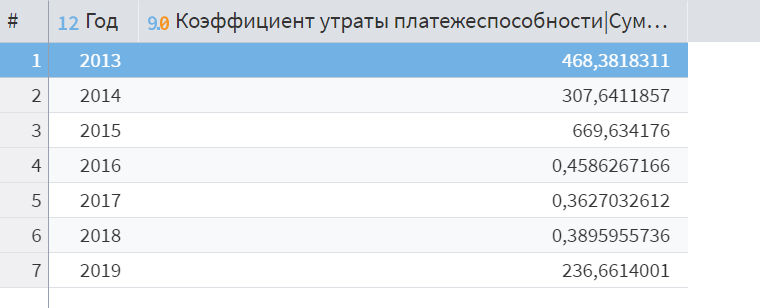 # 12 Год 9.0 Коэффициент утраты платежеспособности|Сум...
1 2013 468,3818311
2 2014 307,6411857
3 2015 669,634176
4 2016 0,4586267166
5 2017 0,3627032612
6 2018 0,3895955736
7 2019 236,6614001